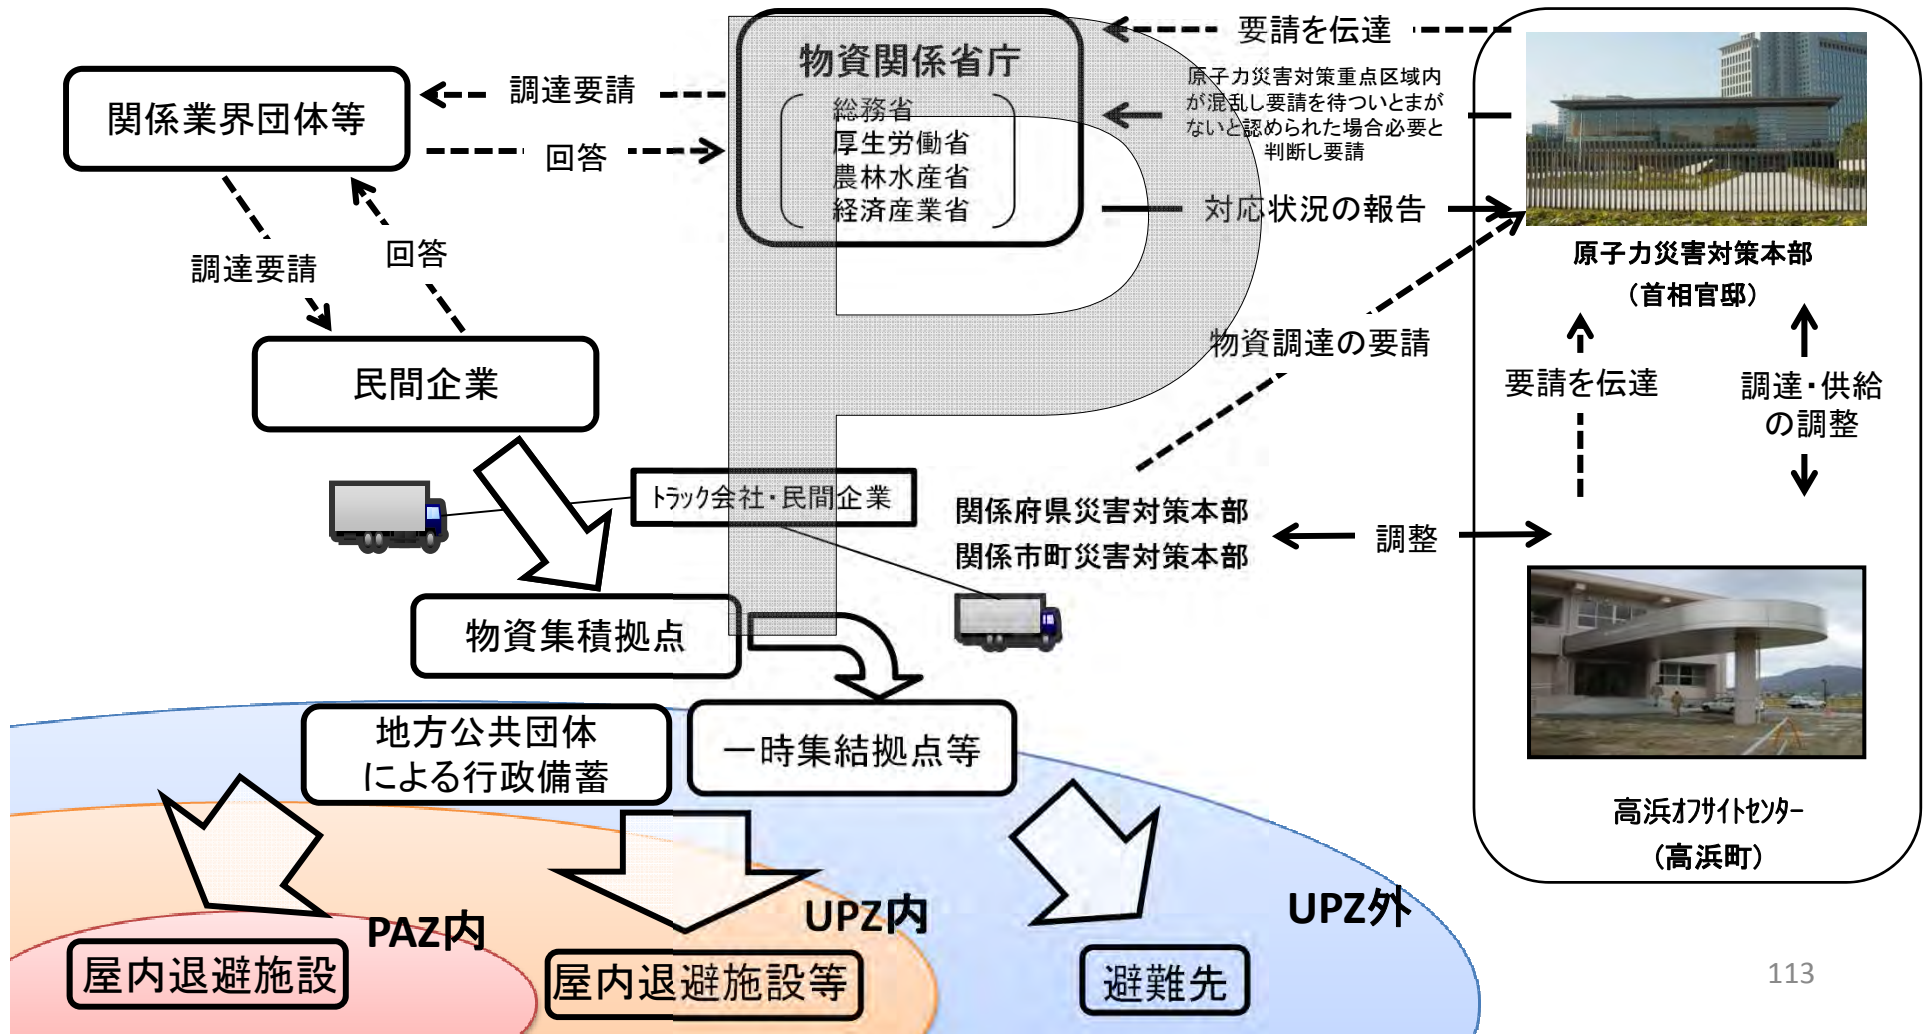 物資関係省庁
総務省
厚生労働省
農林水産省
経済産業省
要請を伝達
原子力災害対策重点区域内
が混乱し要請を待ついとまが
ないと認められた場合必要と
判断し要請
対応状況の報告
調達要請
回答
関係業界団体等
調達要請
回答
民間企業
原子力災害対策本部
（首相官邸）
物資調達の要請
要請を伝達
調達・供給
の調整
トラック会社・民間企業
関係府県災害対策本部
関係市町災害対策本部
調整
物資集積拠点
地方公共団体
による行政備蓄
一時集結拠点等
高浜オフサイトセンター
（高浜町）
PAZ内
UPZ内
UPZ外
屋内退避施設
屋内退避施設等
避難先
113
P